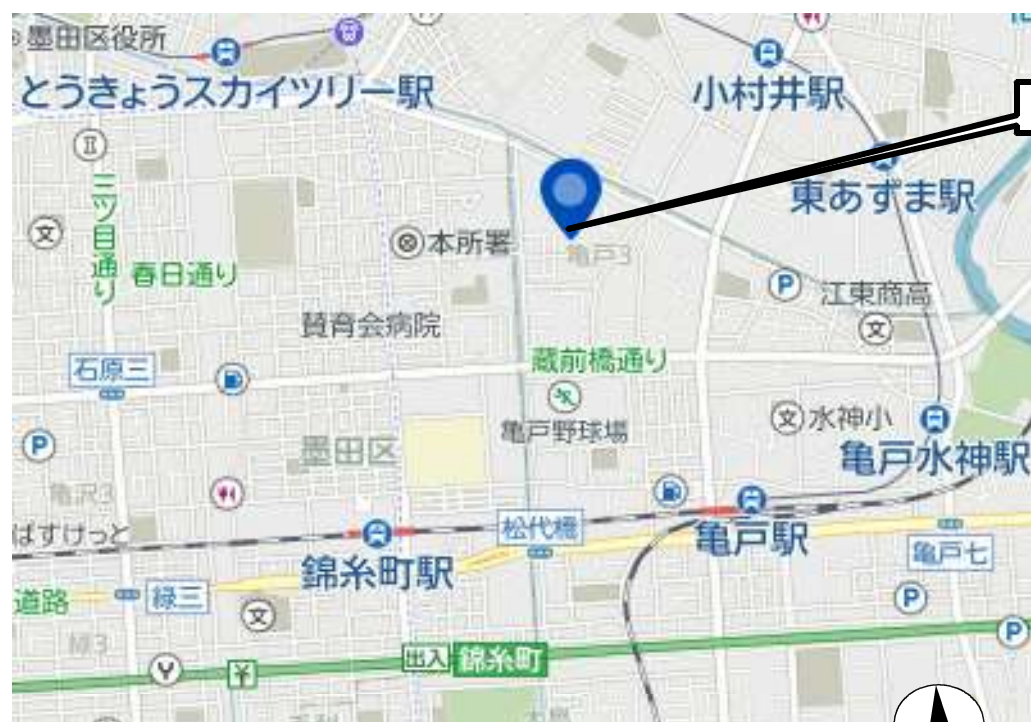 墨田区役所
とうきょうスカイツリー駅
小村井駅
東あずま駅
三ツ目通り
本所署
亀戸3
春日通り
江東商高
賛育会病院
石原三
蔵前橋通り
亀戸野球場
水神小
墨田区
亀戸水神駅
亀沢3
ばすけっと
松代橋
亀戸駅
錦糸町駅
亀戸七
道路
緑三
緑3
出入 錦糸町